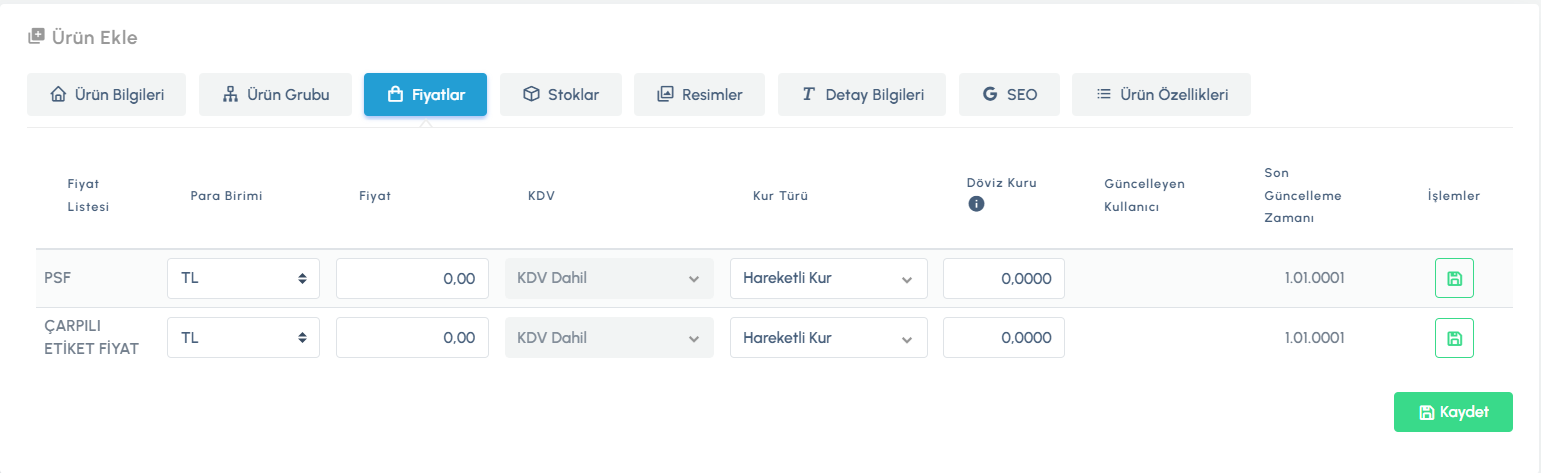 Ürün Ekle
Ürün Bilgileri
Ürün Grubu
Fiyatlar
Stoklar
Resimler
Detay Bilgileri
SEO
Ürün Özellikleri
Fiyat
Listesi
Para Birimi
Fiyat
KDV
Kur Türü
Döviz Kuru
Güncelleyen
Kullanıcı
Son
Güncelleme
Zamanı
İşlemler
PSF
TL
0,00
KDV Dahil
Hareketli Kur
0,0000
1.01.0001
ÇARPILI
ETİKET FİYAT
TL
0,00
KDV Dahil
Hareketli Kur
0,0000
1.01.0001
Kaydet